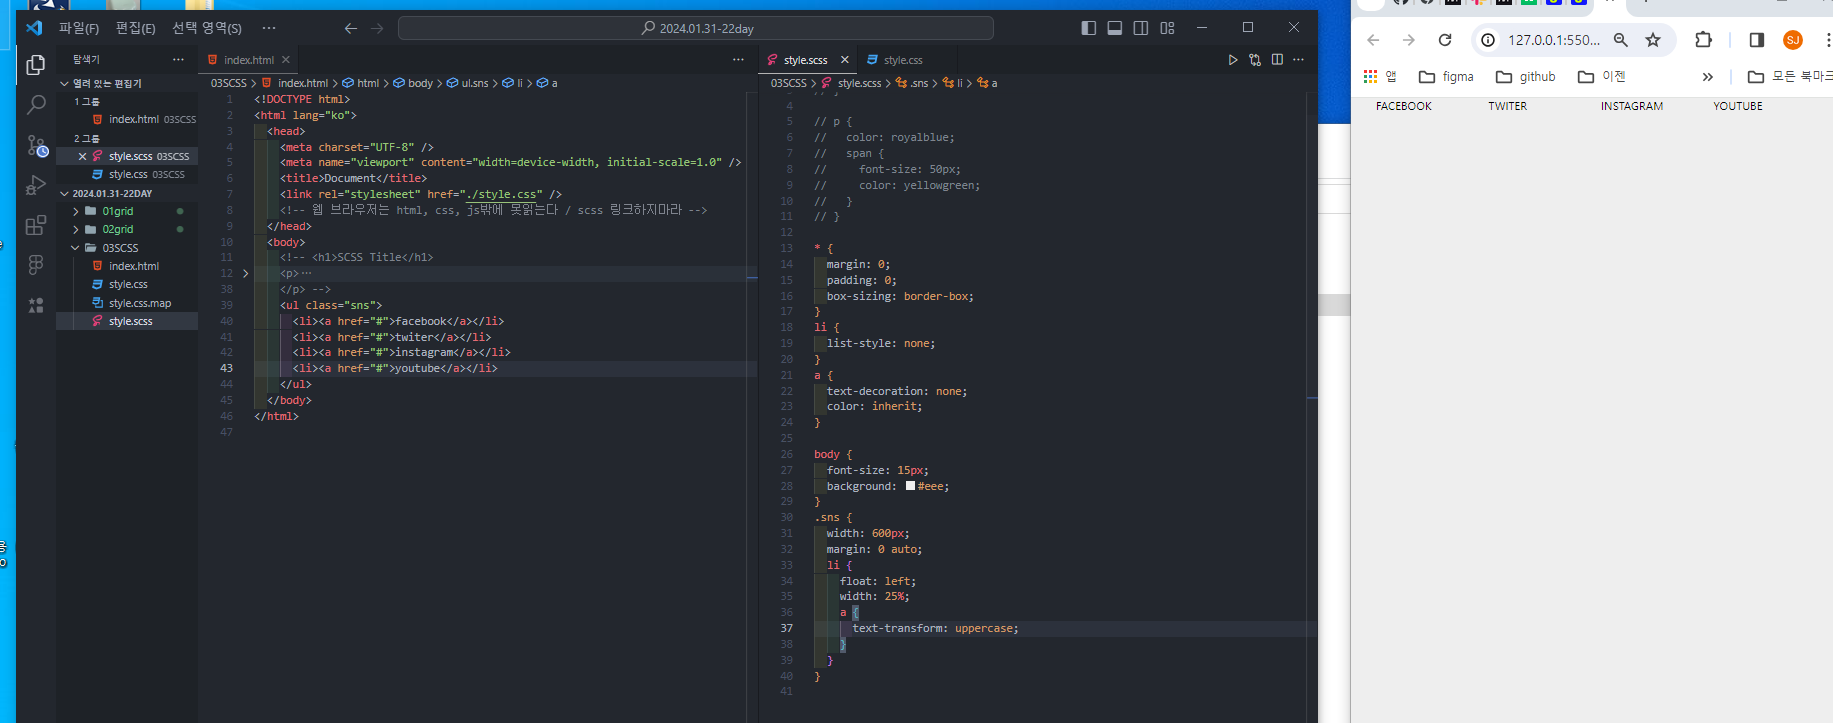 파일(F) 편집(E) 선택 영역(S) ···
2024.01.31-22day
탐색기
열려 있는 편집기
1 그룹
index.html 03SCSS
2 그룹
style.scss 03SCSS
style.css 03SCSS
2024.01.31-22DAY
01grid
02grid
03SCSS
index.html
style.css
style.css.map
style.scss
index.html
03SCSS > index.html > html > body > ul.sns > li > a
1 <!DOCTYPE html>
2 <html lang="ko">
3 <head>
4 <meta charset="UTF-8" />
5 <meta name="viewport" content="width=device-width, initial-scale=1.0" />
6 <title>Document</title>
7 <link rel="stylesheet" href="./style.css" />
8 <!-- 웹 브라우저는 html, css, js밖에 못읽는다 / scss 링크하지마라 -->
9 </head>
10 <body>
11 <!-- <h1>SCSS Title</h1>
12 <p>···
38 </p> -->
39 <ul class="sns">
40 <li><a href="#">facebook</a></li>
41 <li><a href="#">twiter</a></li>
42 <li><a href="#">instagram</a></li>
43 <li><a href="#">youtube</a></li>
44 </ul>
45 </body>
46 </html>
47
style.scss style.css
03SCSS > style.scss > .sns > li > a
4
5 // p {
6 // color: royalblue;
7 // span {
8 // font-size: 50px;
9 // color: yellowgreen;
10 // }
11 // }
12
13 * {
14 margin: 0;
15 padding: 0;
16 box-sizing: border-box;
17 }
18 li {
19 list-style: none;
20 }
21 a {
22 text-decoration: none;
23 color: inherit;
24 }
25
26 body {
27 font-size: 15px;
28 background: #eee;
29 }
30 .sns {
31 width: 600px;
32 margin: 0 auto;
33 li {
34 float: left;
35 width: 25%;
36 a {
37 text-transform: uppercase;
38 }
39 }
40 }
41
127.0.0.1:550...
SJ
앱 figma github 이젠 » 모든 북마크
FACEBOOK TWITER INSTAGRAM YOUTUBE